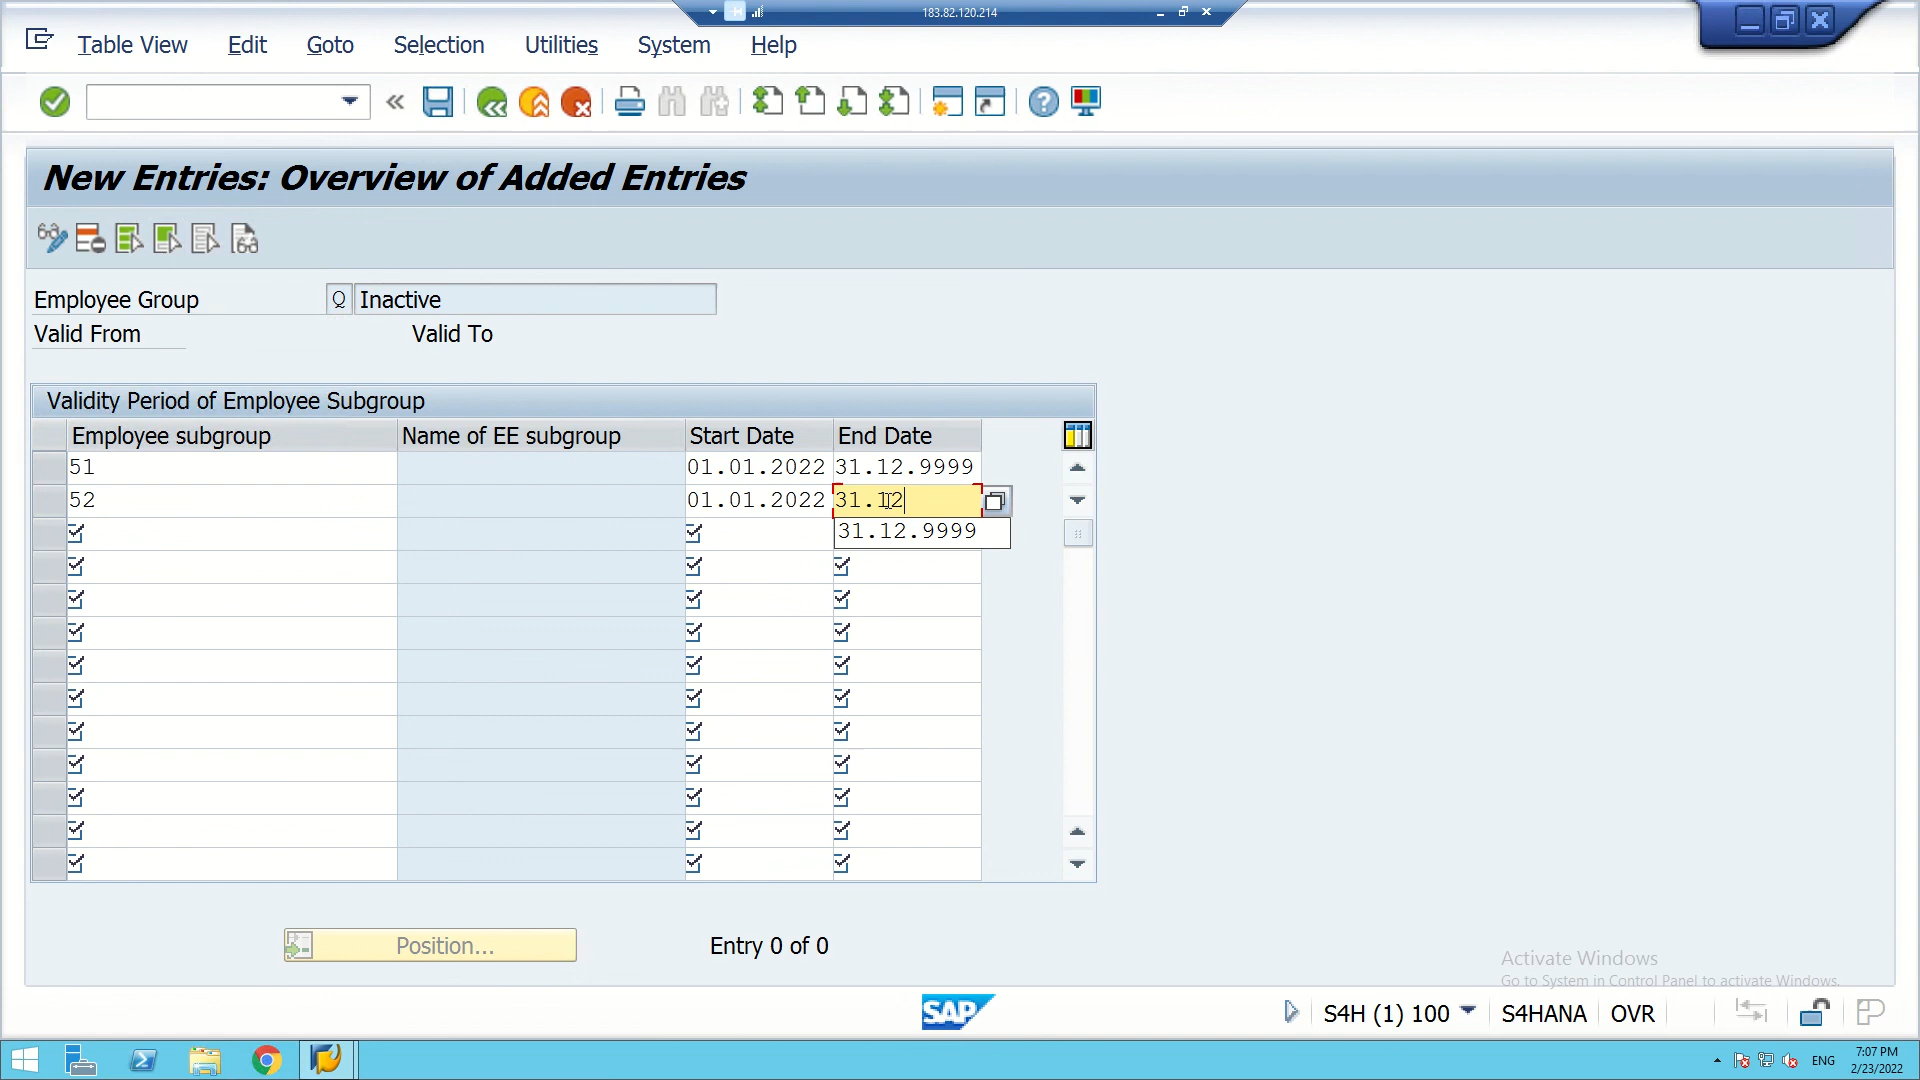 183.82.120.214
Table View Edit Goto Selection Utilities System Help
New Entries: Overview of Added Entries
Employee Group Q Inactive
Valid From Valid To
Validity Period of Employee Subgroup
Employee subgroup Name of EE subgroup Start Date End Date
51 01.01.2022 31.12.9999
52 01.01.2022 31.12
31.12.9999
Position... Entry 0 of 0
Activate Windows
Go to System in Control Panel to activate Windows.
SAP S4H (1) 100 S4HANA OVR
ENG 7:07 PM
2/23/2022